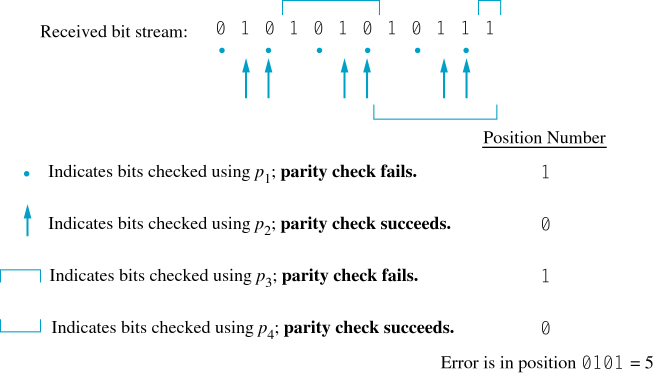 Received bit stream: 0 1 0 1 0 1 0 1 0 1 1 1
Position Number
Indicates bits checked using p1; parity check fails. 1
Indicates bits checked using p2; parity check succeeds. 0
Indicates bits checked using p3; parity check fails. 1
Indicates bits checked using p4; parity check succeeds. 0
Error is in position 0101 = 5